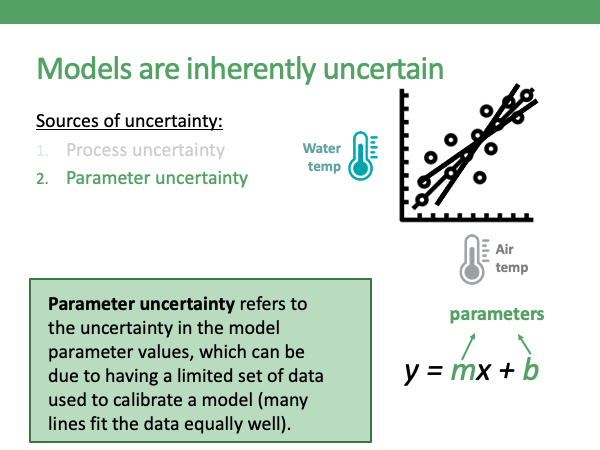 Models are inherently uncertain
Sources of uncertainty:
1. Process uncertainty
2. Parameter uncertainty
Water
temp
Air
temp
Parameter uncertainty refers to
the uncertainty in the model
parameter values, which can be
due to having a limited set of data
used to calibrate a model (many
lines fit the data equally well).
parameters
y = mx + b